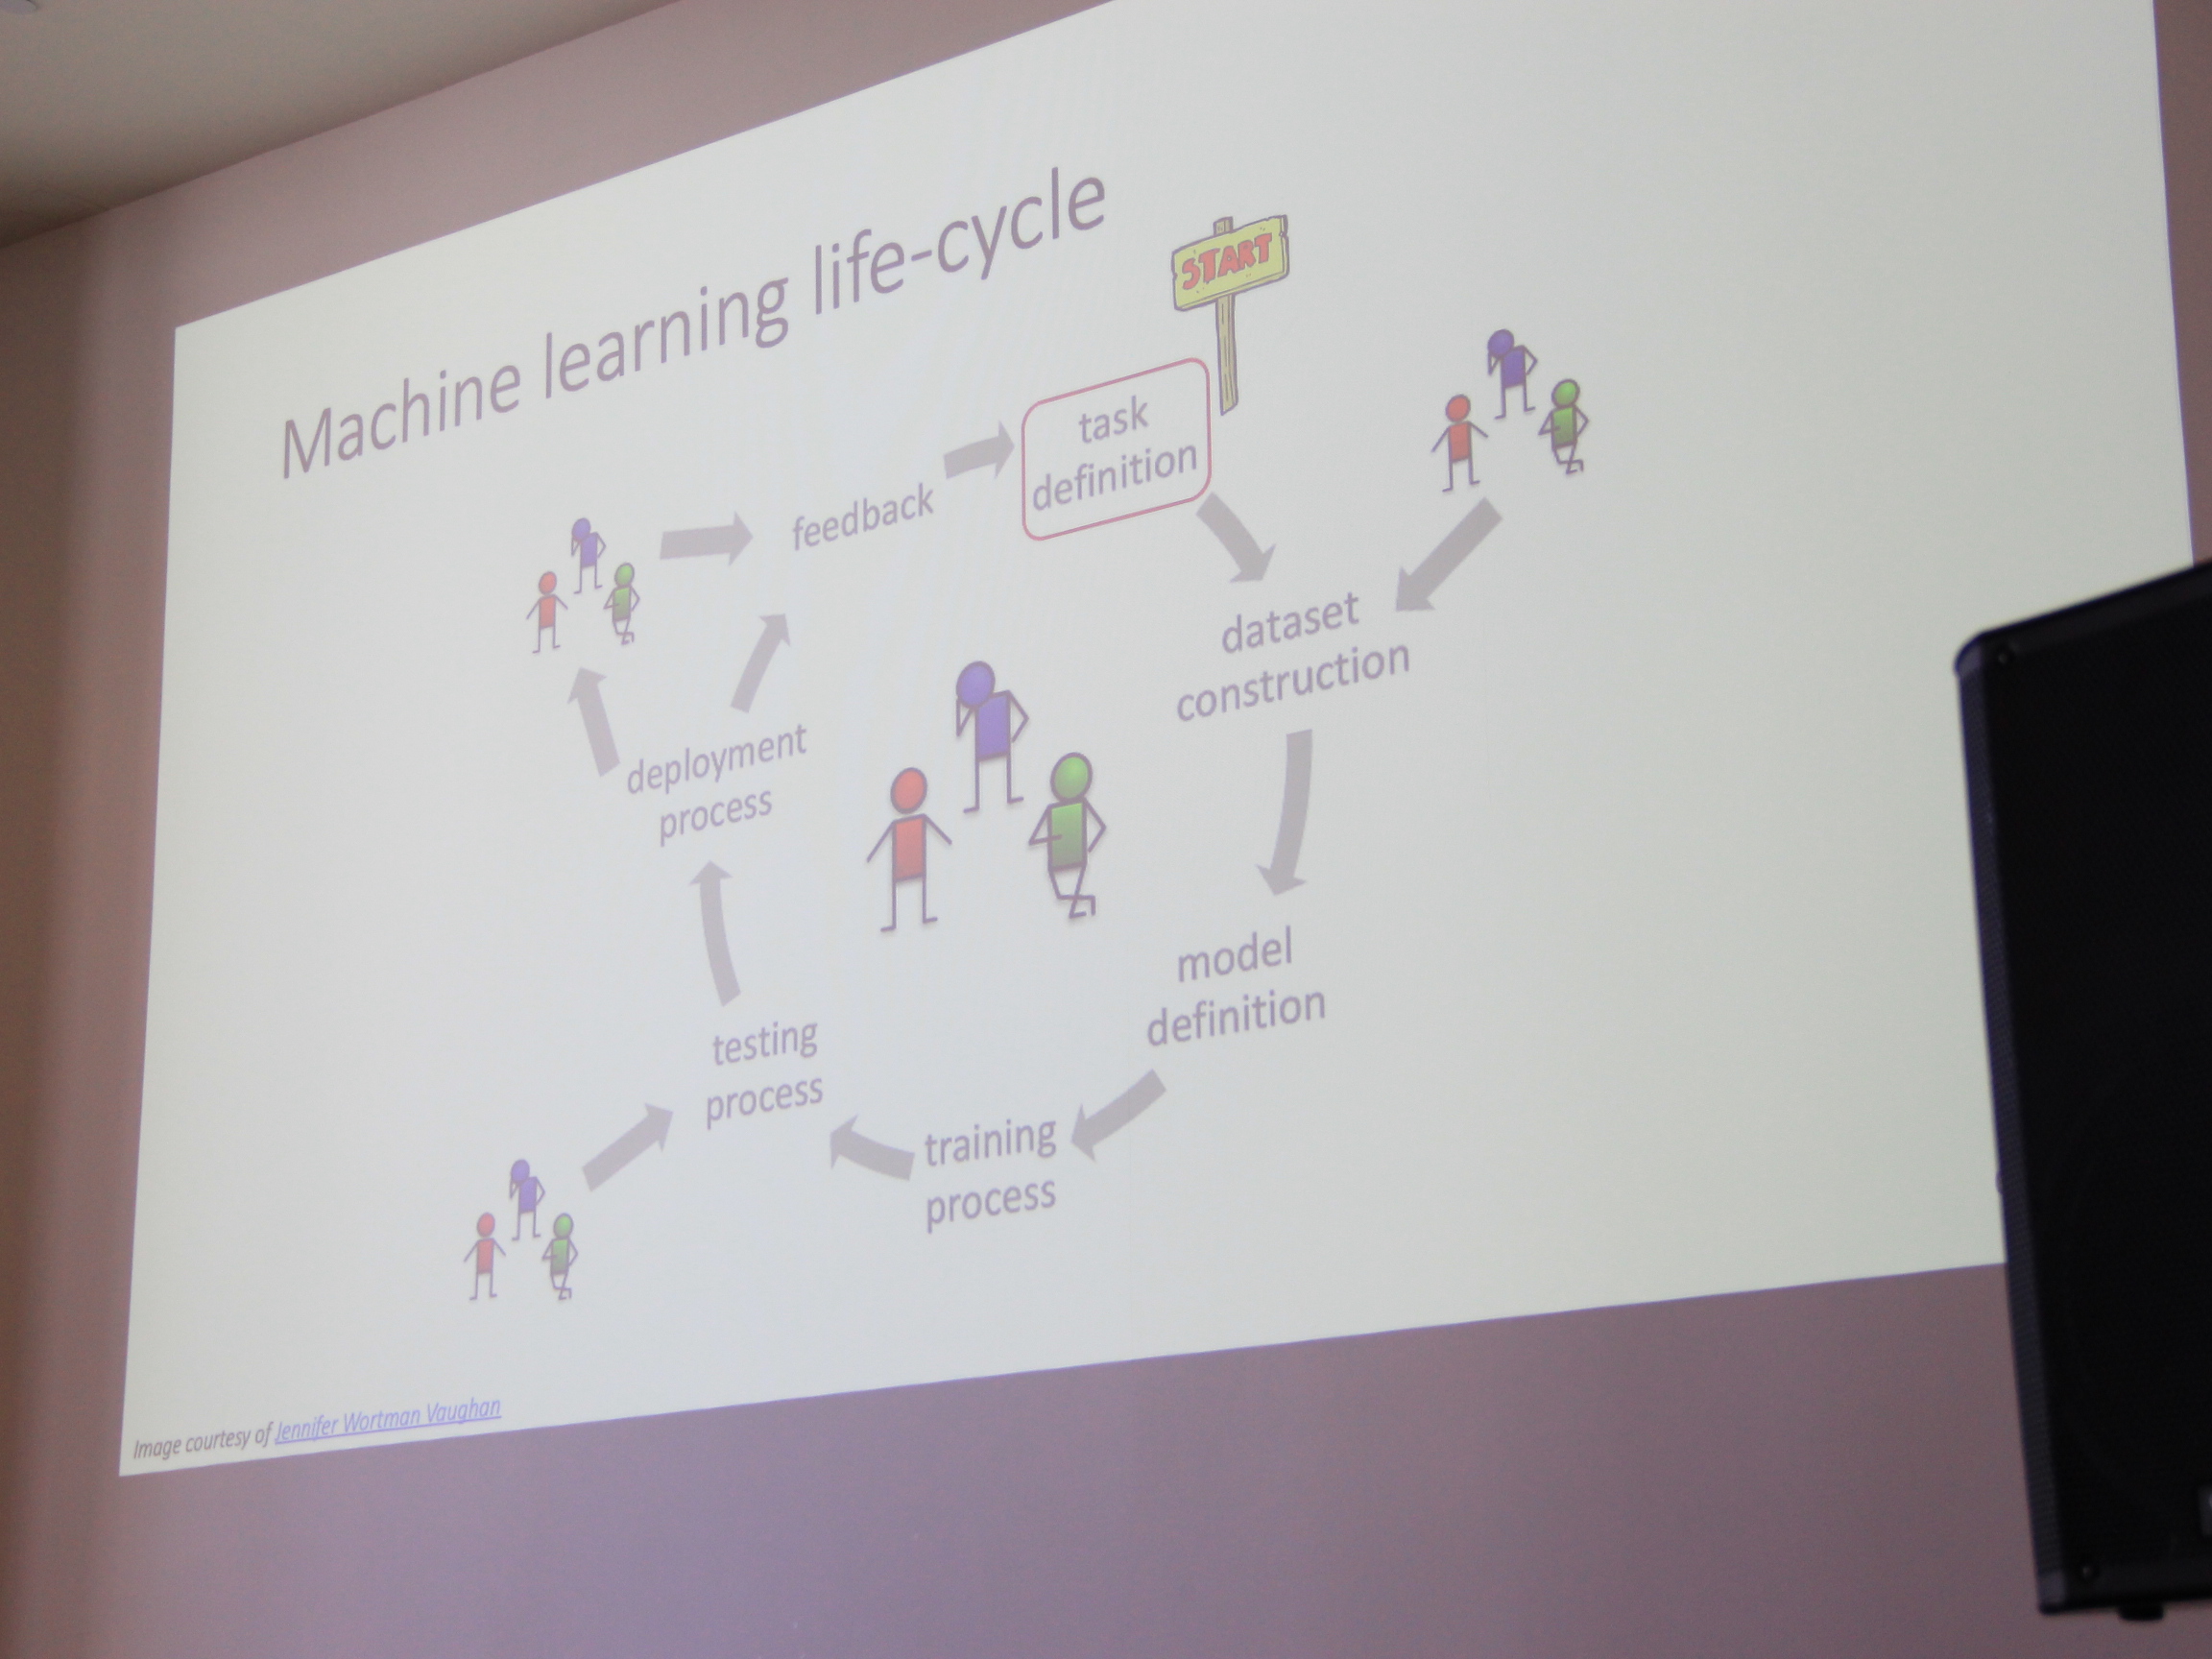 Machine learning life-cycle
START
task
definition
feedback
dataset
construction
deployment
process
model
definition
testing
process
training
process
Image courtesy of Jennifer Wortman Vaughan